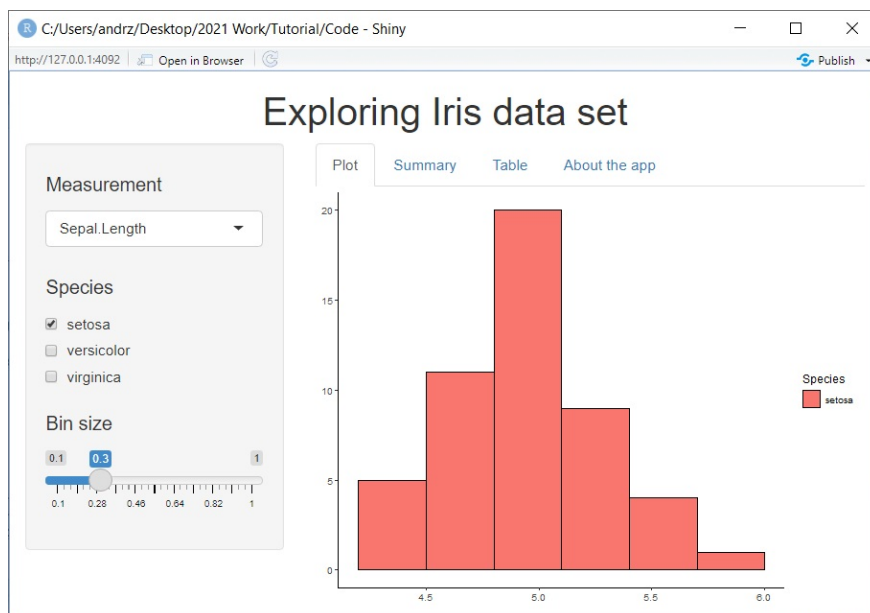 C:/Users/andrz/Desktop/2021 Work/Tutorial/Code - Shiny
http://127.0.0.1:4092 Open in Browser Publish
Exploring Iris data set
Measurement
Sepal.Length
Species
setosa
versicolor
virginica
Bin size
0.1 0.3 1
0.1 0.28 0.46 0.64 0.82 1
Plot Summary Table About the app
20
15
10
5
0
4.5 5.0 5.5 6.0
Species
setosa